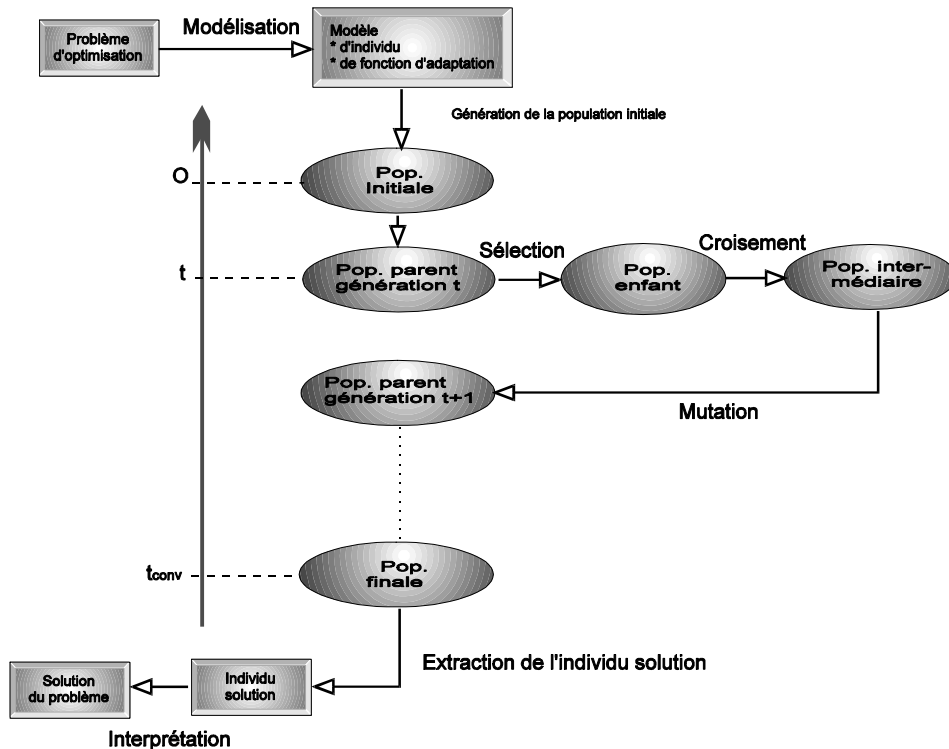 Problème
d'optimisation
Modélisation
Modèle
* d'individu
* de fonction d'adaptation
Génération de la population initiale
O
Pop.
Initiale
t
Pop. parent
génération t
Sélection
Pop.
enfant
Croisement
Pop. inter-
médiaire
Pop. parent
génération t+1
Mutation
tconv
Pop.
finale
Extraction de l'individu solution
Solution
du problème
Individu
solution
Interprétation